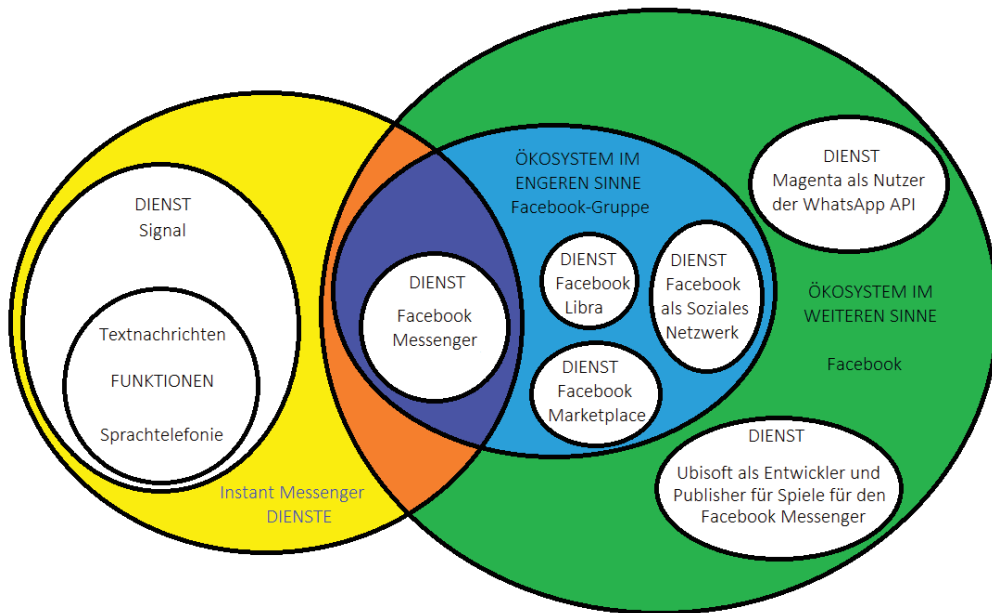 DIENST
Signal
Textnachrichten
FUNKTIONEN
Sprachtelefonie
Instant Messenger
DIENSTE
DIENST
Facebook
Messenger
ÖKOSYSTEM IM
ENGEREN SINNE
Facebook-Gruppe
DIENST
Facebook
Libra
DIENST
Facebook
als Soziales
Netzwerk
DIENST
Facebook
Marketplace
DIENST
Magenta als Nutzer
der WhatsApp API
ÖKOSYSTEM IM
WEITEREN SINNE
Facebook
DIENST
Ubisoft als Entwickler und
Publisher für Spiele für den
Facebook Messenger